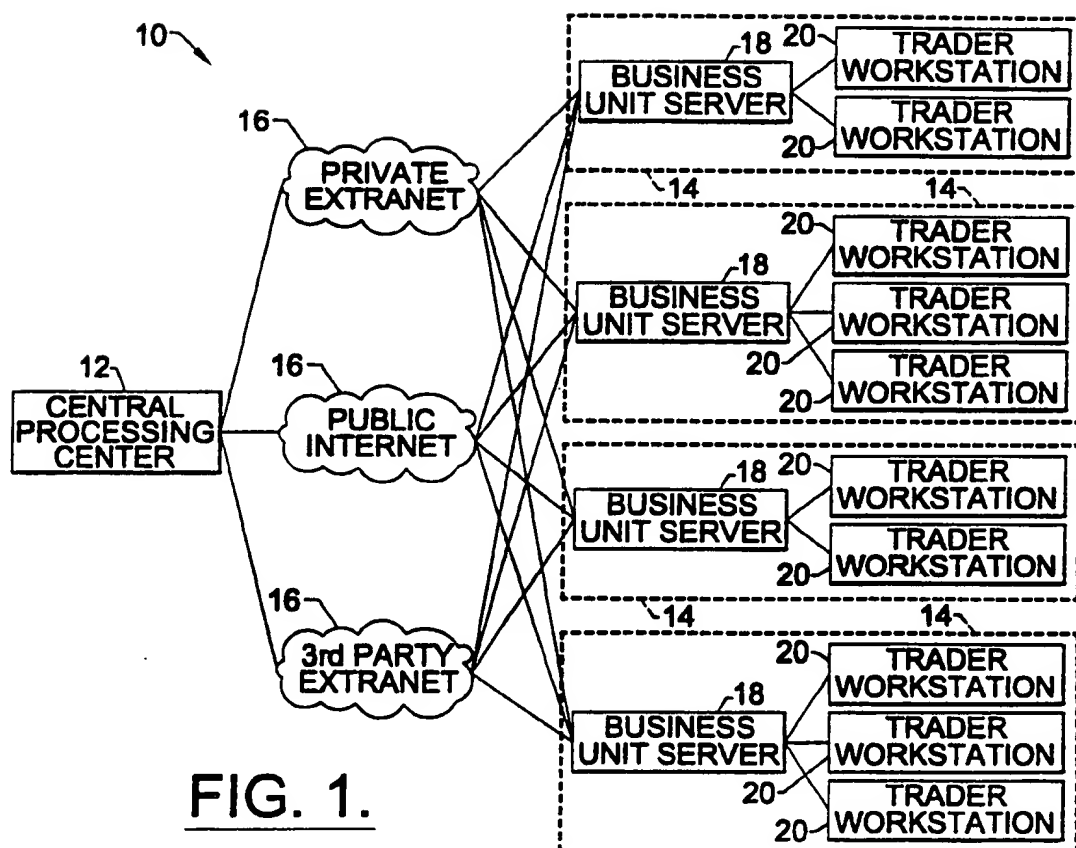 10
16
PRIVATE
EXTRANET
12
CENTRAL
PROCESSING
CENTER
16
PUBLIC
INTERNET
16
3rd PARTY
EXTRANET
18
BUSINESS
UNIT SERVER
20
TRADER
WORKSTATION
20
TRADER
WORKSTATION
14
14
18
BUSINESS
UNIT SERVER
20
TRADER
WORKSTATION
20
TRADER
WORKSTATION
20
TRADER
WORKSTATION
18
BUSINESS
UNIT SERVER
20
TRADER
WORKSTATION
20
TRADER
WORKSTATION
14
14
18
BUSINESS
UNIT SERVER
20
TRADER
WORKSTATION
20
TRADER
WORKSTATION
20
TRADER
WORKSTATION
FIG. 1.